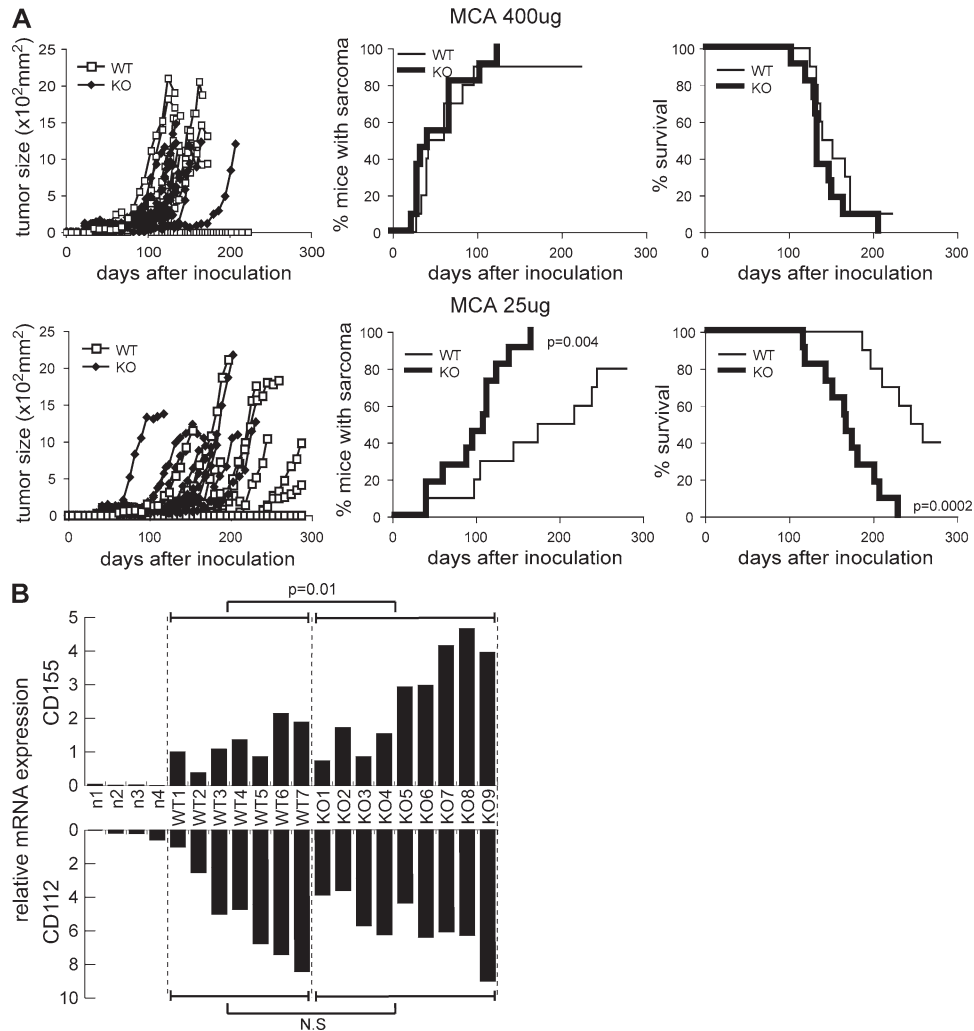 A
MCA 400ug
tumor size (x10²mm²)
25
20
15
10
5
0
WT
KO
0 100 200 300
days after inoculation
% mice with sarcoma
100
80
60
40
20
0
WT
KO
0 100 200 300
days after inoculation
% survival
100
80
60
40
20
0
WT
KO
0 100 200 300
days after inoculation
MCA 25ug
tumor size (x10²mm²)
25
20
15
10
5
0
WT
KO
0 100 200 300
days after inoculation
% mice with sarcoma
100
80
60
40
20
0
WT
KO
p=0.004
0 100 200 300
days after inoculation
% survival
100
80
60
40
20
0
WT
KO
p=0.0002
0 100 200 300
days after inoculation
B
p=0.01
relative mRNA expression
CD155
5
4
3
2
1
0
n1 n2 n3 n4 WT1 WT2 WT3 WT4 WT5 WT6 WT7 KO1 KO2 KO3 KO4 KO5 KO6 KO7 KO8 KO9
CD112
0
2
4
6
8
10
N.S